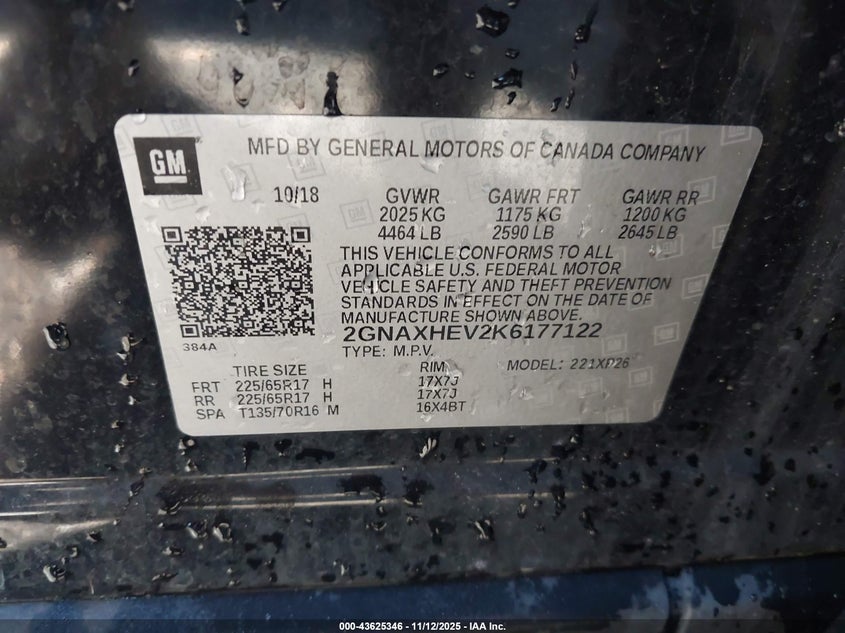 GM
MFD BY GENERAL MOTORS OF CANADA COMPANY
10/18 GVWR GAWR FRT GAWR RR
2025 KG 1175 KG 1200 KG
4464 LB 2590 LB 2645 LB
THIS VEHICLE CONFORMS TO ALL
APPLICABLE U.S. FEDERAL MOTOR
VEHICLE SAFETY AND THEFT PREVENTION
STANDARDS IN EFFECT ON THE DATE OF
MANUFACTURE SHOWN ABOVE.
384A
2GNAXHEV2K6177122
TYPE: M.P.V. MODEL: 221XP26
TIRE SIZE RIM
FRT 225/65R17 H 17X7J
RR 225/65R17 H 17X7J
SPA T135/70R16 M 16X4BT
000-43625346 - 11/12/2025 - IAA Inc.